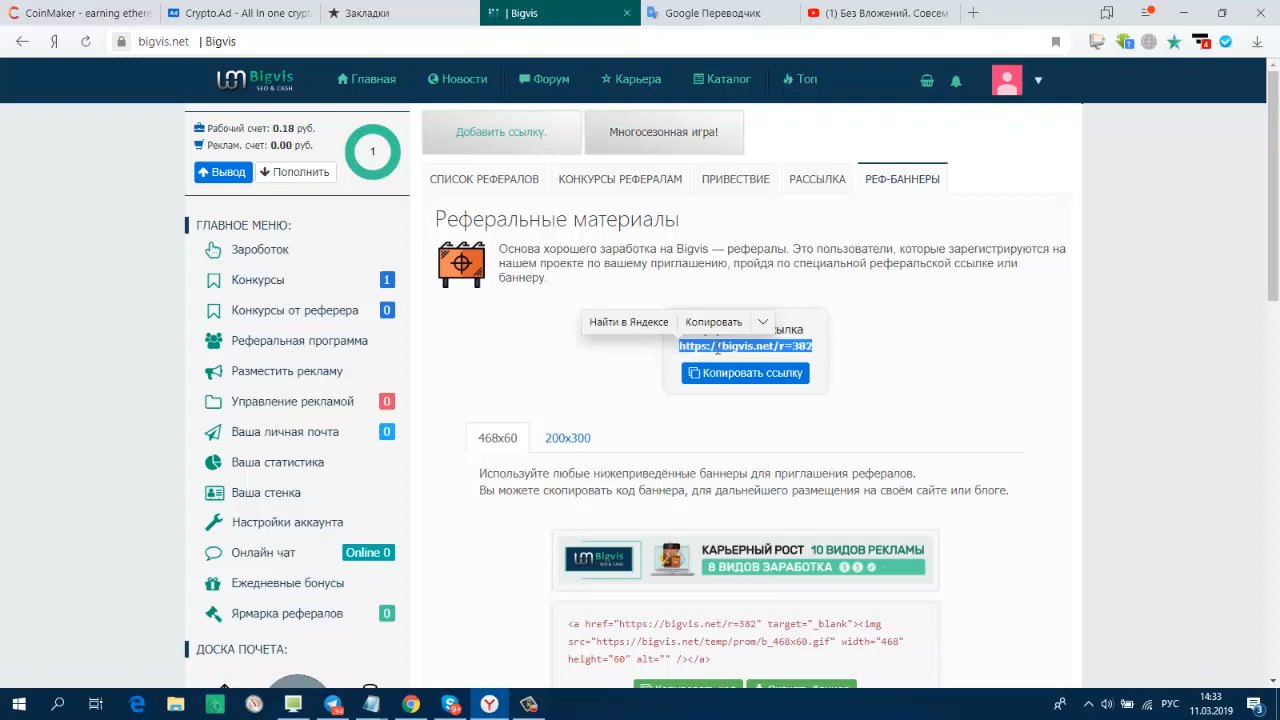 CoinMaker - earning ethere
Crypto Ad - All in one crypt
Закладки
| Bigvis
Google Переводчик
(1) Без Вложений. Совсем
bigvis.net | Bigvis
Bigvis
SEO & CASH
Главная
Новости
Форум
Карьера
Каталог
Топ
Рабочий счет: 0.18 руб.
Реклам. счет: 0.00 руб.
1
Вывод
Пополнить
Добавить ссылку.
Многосезонная игра!
СПИСОК РЕФЕРАЛОВ
КОНКУРСЫ РЕФЕРАЛАМ
ПРИВЕСТВИЕ
РАССЫЛКА
РЕФ-БАННЕРЫ
ГЛАВНОЕ МЕНЮ:
Зароботок
Конкурсы 1
Конкурсы от реферера 0
Реферальная программа
Разместить рекламу
Управление рекламой 0
Ваша личная почта 0
Ваша статистика
Ваша стенка
Настройки аккаунта
Онлайн чат Online 0
Ежедневные бонусы
Ярмарка рефералов 0
ДОСКА ПОЧЕТА:
Реферальные материалы
Основа хорошего заработка на Bigvis — рефералы. Это пользователи, которые зарегистрируются на
нашем проекте по вашему приглашению, пройдя по специальной реферальской ссылке или
баннеру.
Найти в Яндексе
Копировать
https://bigvis.net/r=382
Копировать ссылку
468x60
200x300
Используйте любые нижеприведённые баннеры для приглашения рефералов.
Вы можете скопировать код баннера, для дальнейшего размещения на своём сайте или блоге.
Bigvis
SEO & CASH
КАРЬЕРНЫЙ РОСТ 10 ВИДОВ РЕКЛАМЫ
8 ВИДОВ ЗАРАБОТКА
<a href="https://bigvis.net/r=382" target="_blank"><img
src="https://bigvis.net/temp/prom/b_468x60.gif" width="468"
height="60" alt="" /></a>
РУС
14:33
11.03.2019
3